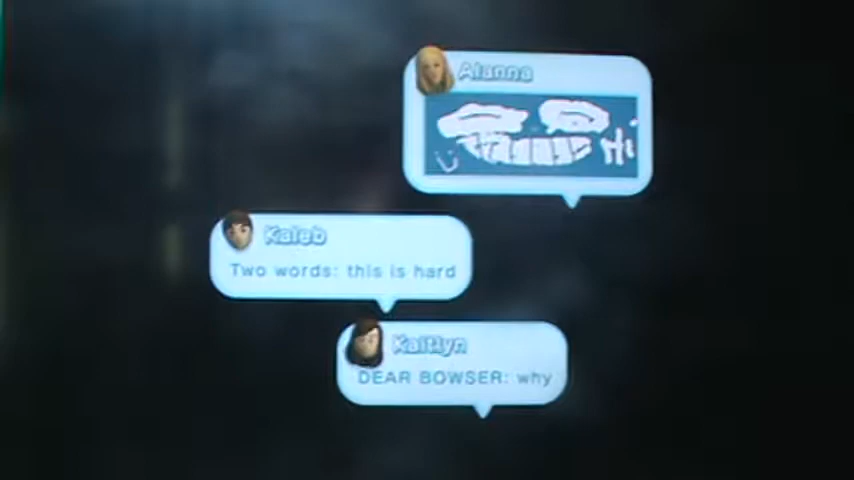 Alanna
Hi
Kaleb
Two words: this is hard
Kaitlyn
DEAR BOWSER: why